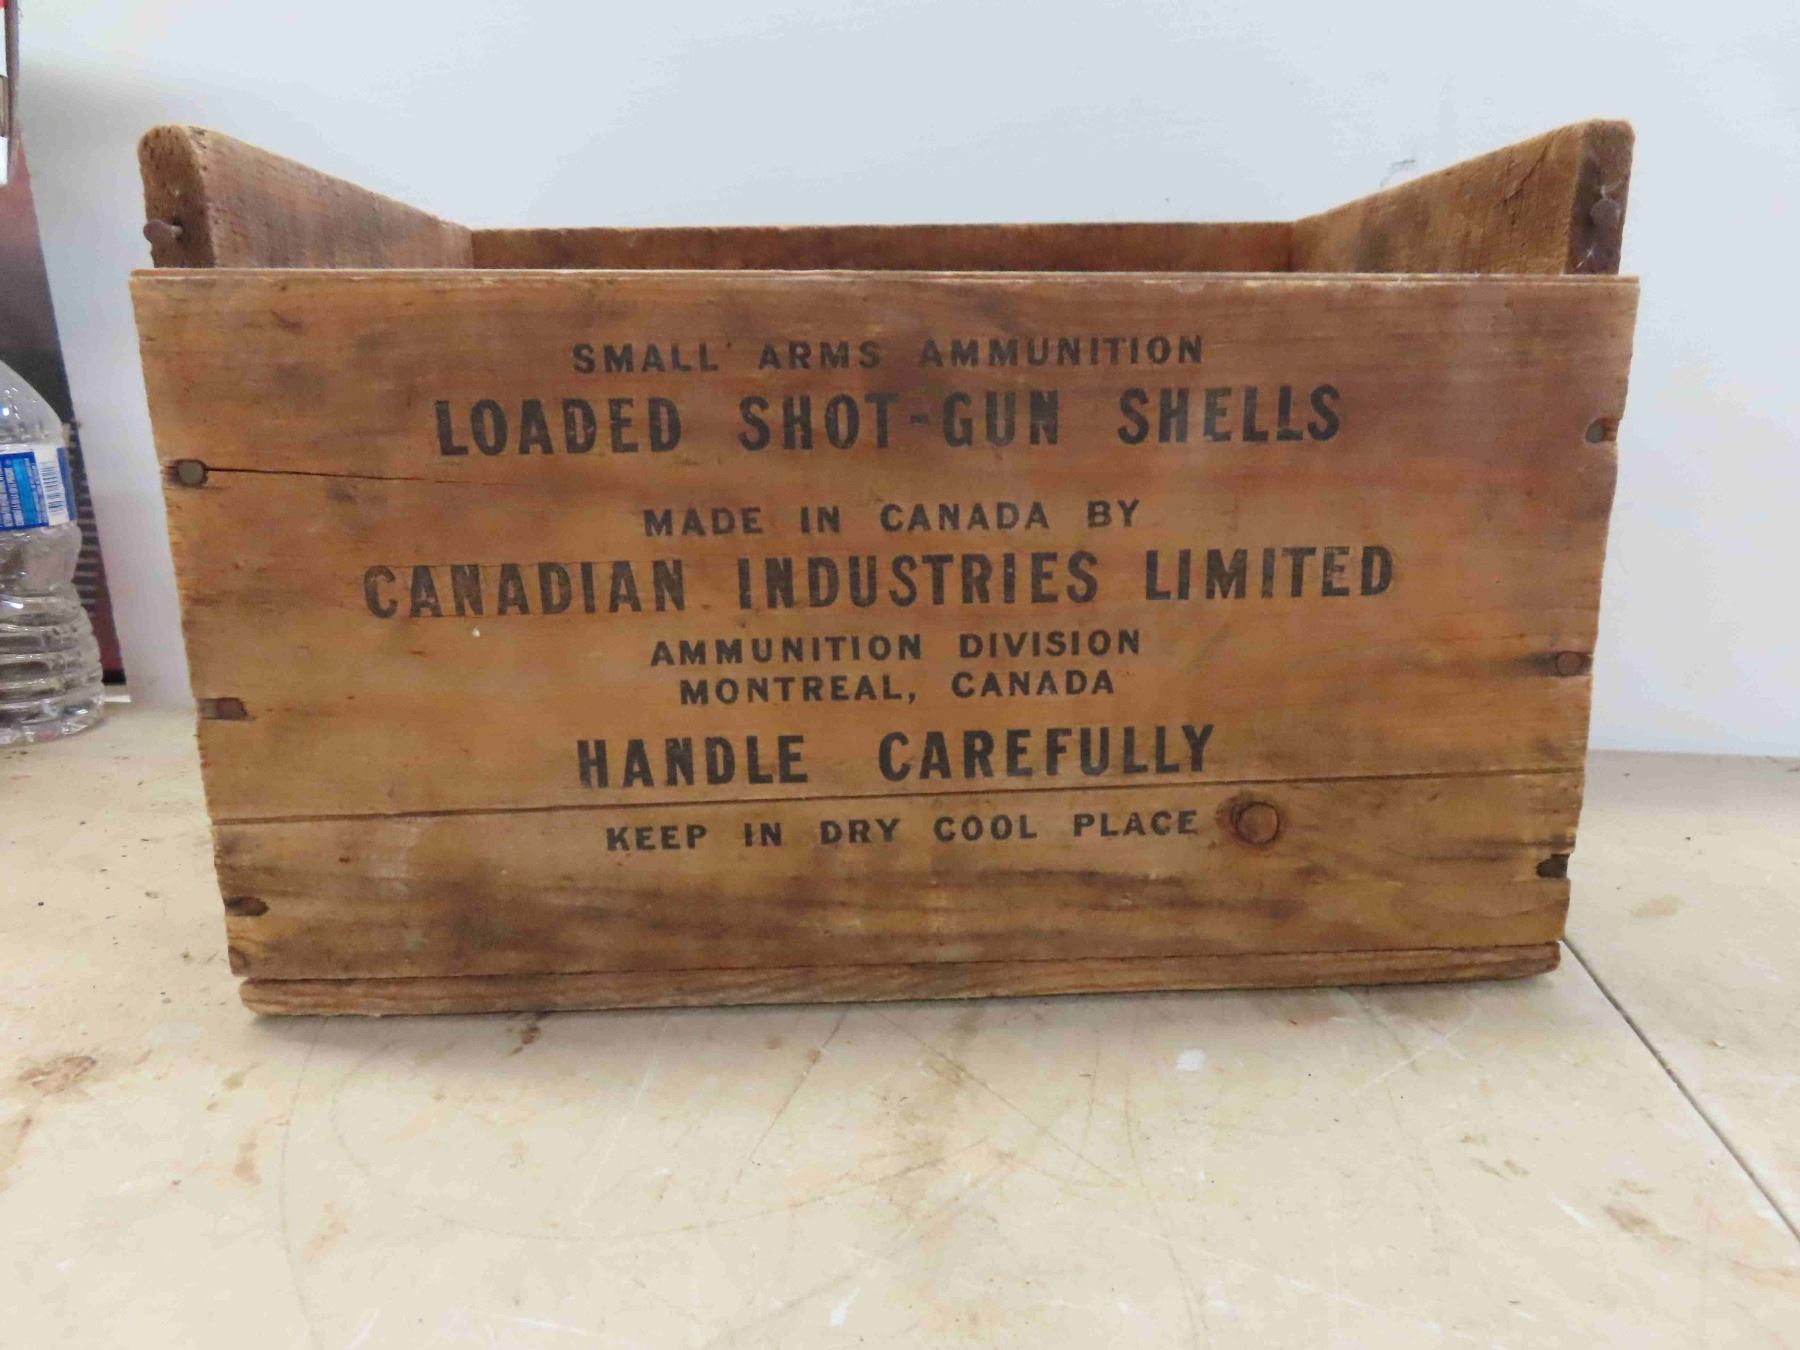 SMALL ARMS AMMUNITION
LOADED SHOT-GUN SHELLS
MADE IN CANADA BY
CANADIAN INDUSTRIES LIMITED
AMMUNITION DIVISION
MONTREAL, CANADA
HANDLE CAREFULLY
KEEP IN DRY COOL PLACE